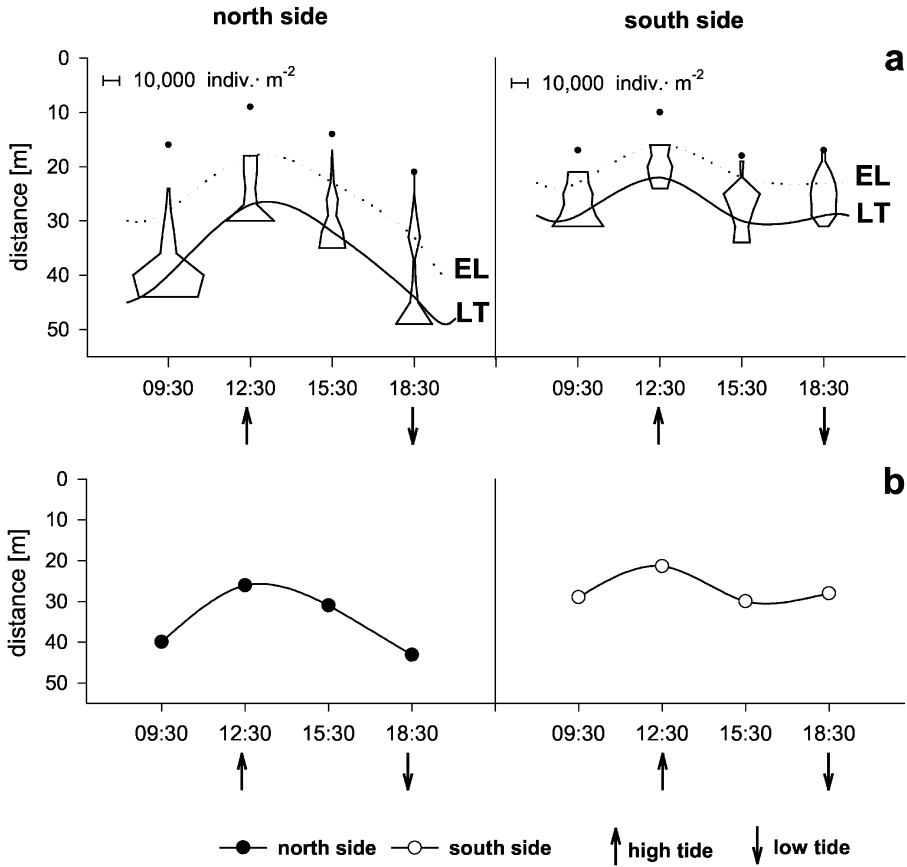 north side
south side
a
0
10,000 indiv.· m-2
10,000 indiv.· m-2
10
20
30
40
50
distance [m]
EL
LT
EL
LT
09:30 12:30 15:30 18:30
09:30 12:30 15:30 18:30
b
0
10
20
30
40
50
distance [m]
09:30 12:30 15:30 18:30
09:30 12:30 15:30 18:30
north side
south side
high tide
low tide